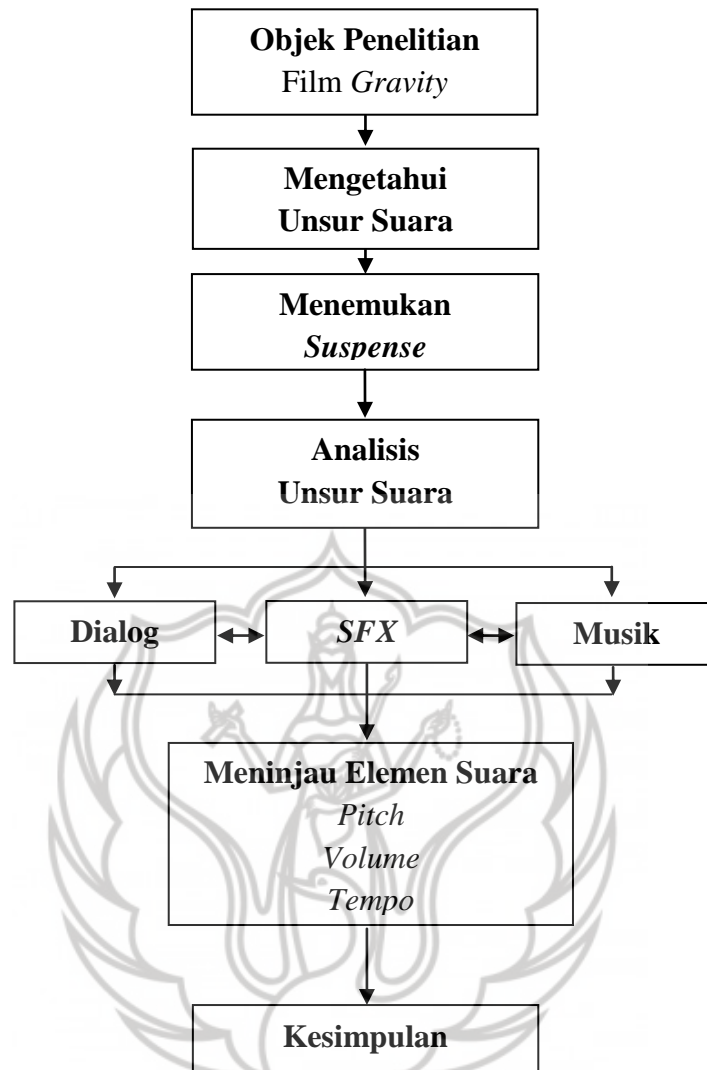 Objek Penelitian
Film Gravity
Mengetahui
Unsur Suara
Menemukan
Suspense
Analisis
Unsur Suara
Dialog
SFX
Musik
Meninjau Elemen Suara
Pitch
Volume
Tempo
Kesimpulan